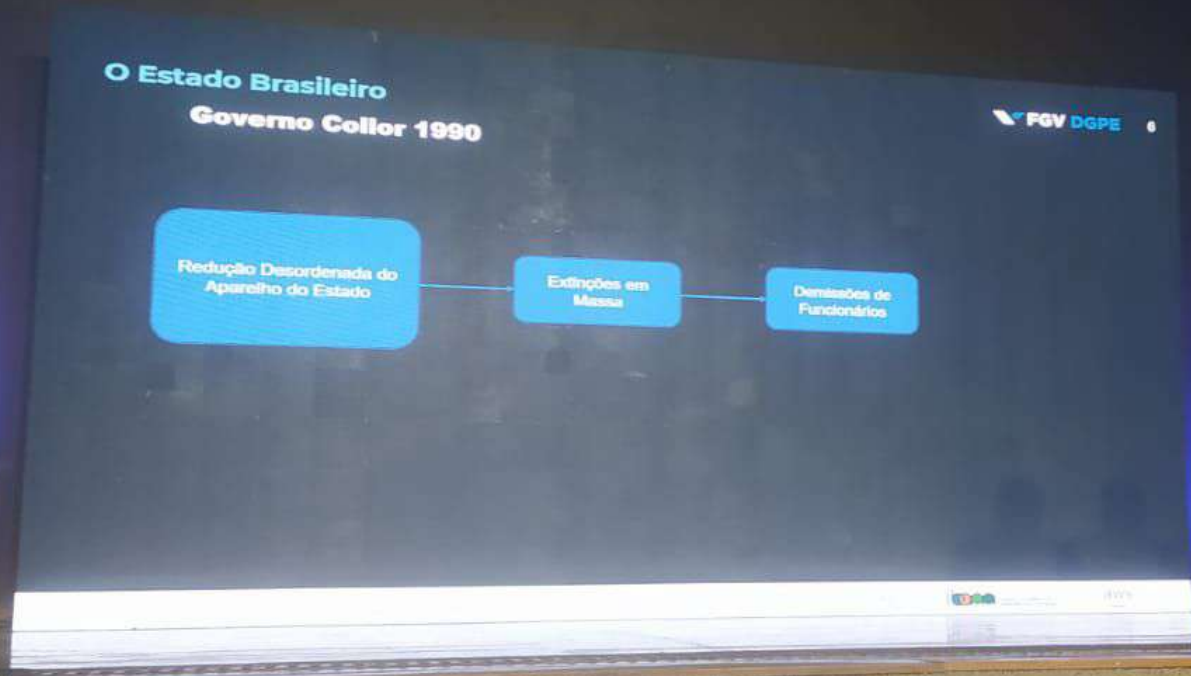 O Estado Brasileiro
Governo Collor 1990
FGV DGPE 6
Redução Desordenada do
Aparelho do Estado
Extinções em
Massa
Demissões de
Funcionários